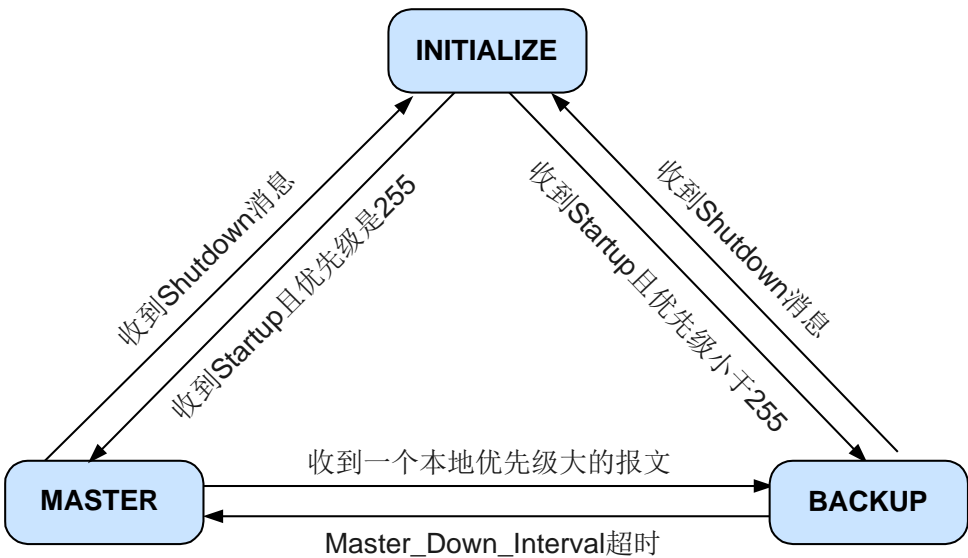 INITIALIZE
收到Shutdown消息
收到Startup且优先级是255
收到Startup且优先级小于255
收到Shutdown消息
MASTER
收到一个本地优先级大的报文
BACKUP
Master_Down_Interval超时